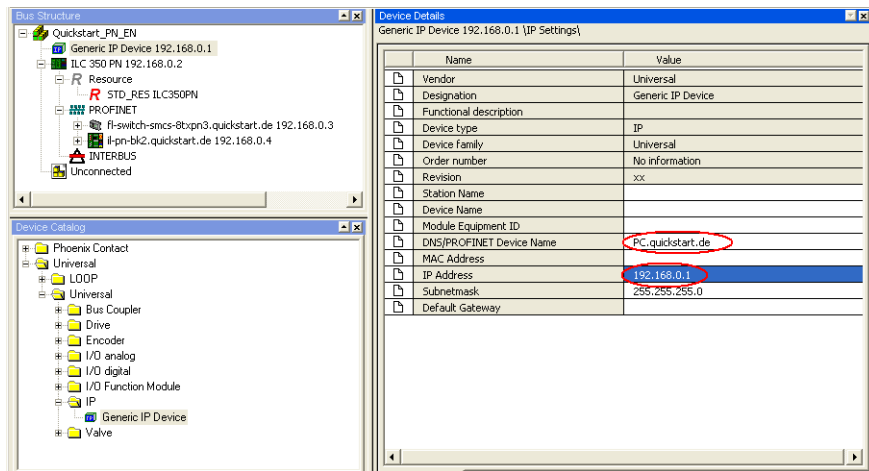 Bus Structure
Quickstart_PN_EN
Generic IP Device 192.168.0.1
ILC 350 PN 192.168.0.2
R Resource
R STD_RES ILC350PN
PROFINET
fl-switch-smcs-8txpn3.quickstart.de 192.168.0.3
il-pn-bk2.quickstart.de 192.168.0.4
INTERBUS
Unconnected
Device Catalog
Phoenix Contact
Universal
LOOP
Universal
Bus Coupler
Drive
Encoder
I/O analog
I/O digital
I/O Function Module
IP
Generic IP Device
Valve
Device Details
Generic IP Device 192.168.0.1 \IP Settings\
Name Value
Vendor Universal
Designation Generic IP Device
Functional description
Device type IP
Device family Universal
Order number No information
Revision xx
Station Name
Device Name
Module Equipment ID
DNS/PROFINET Device Name PC.quickstart.de
MAC Address
IP Address 192.168.0.1
Subnetmask 255.255.255.0
Default Gateway